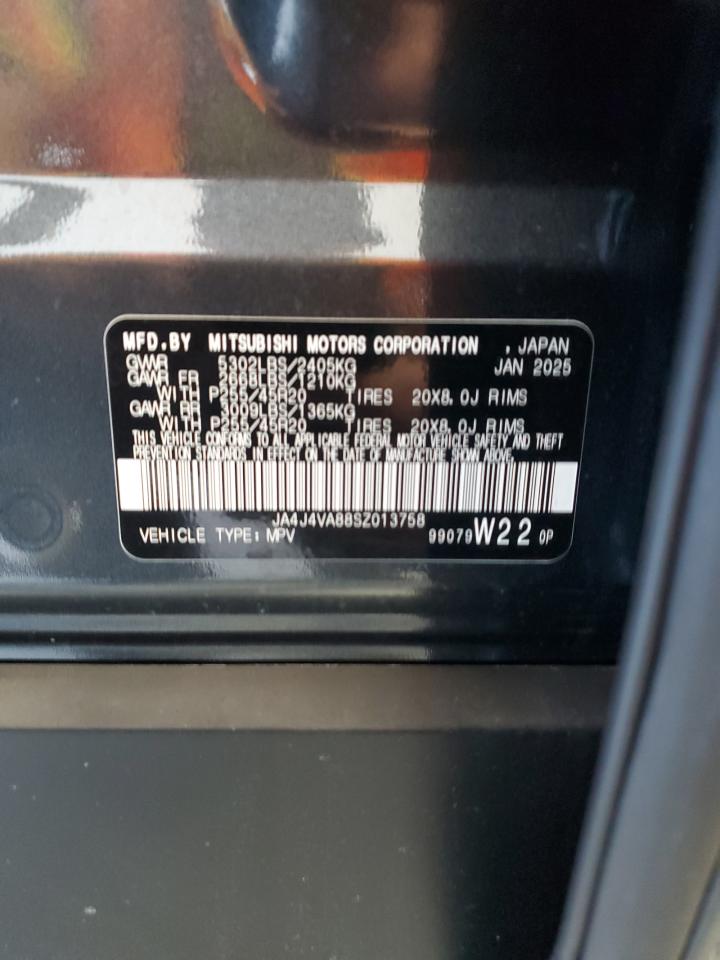 MFD.BY MITSUBISHI MOTORS CORPORATION , JAPAN
GVWR 5302LBS/2405KG JAN 2025
GAWR FR 2668LBS/1210KG
WITH P255/45R20 TIRES 20X8.0J RIMS
GAWR RR 3009LBS/1365KG
WITH P255/45R20 TIRES 20X8.0J RIMS
THIS VEHICLE CONFORMS TO ALL APPLICABLE FEDERAL MOTOR VEHICLE SAFETY AND THEFT
PREVENTION STANDARDS IN EFFECT ON THE DATE OF MANUFACTURE SHOWN ABOVE.
JA4J4VA88SZ013758
VEHICLE TYPE: MPV 99079 W22 0P